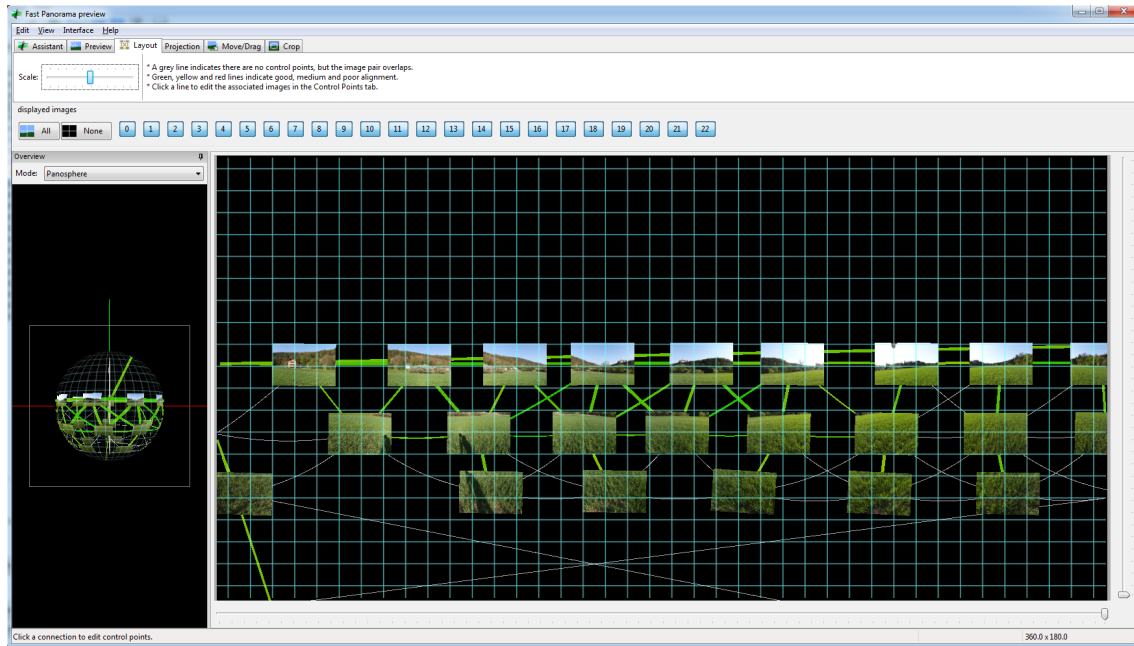 Fast Panorama preview
Edit View Interface Help
Assistant Preview Layout Projection Move/Drag Crop
Scale:
* A grey line indicates there are no control points, but the image pair overlaps.
* Green, yellow and red lines indicate good, medium and poor alignment.
* Click a line to edit the associated images in the Control Points tab.
displayed images
All None 0 1 2 3 4 5 6 7 8 9 10 11 12 13 14 15 16 17 18 19 20 21 22
Overview
Mode: Panosphere
Click a connection to edit control points.
360.0 x 180.0